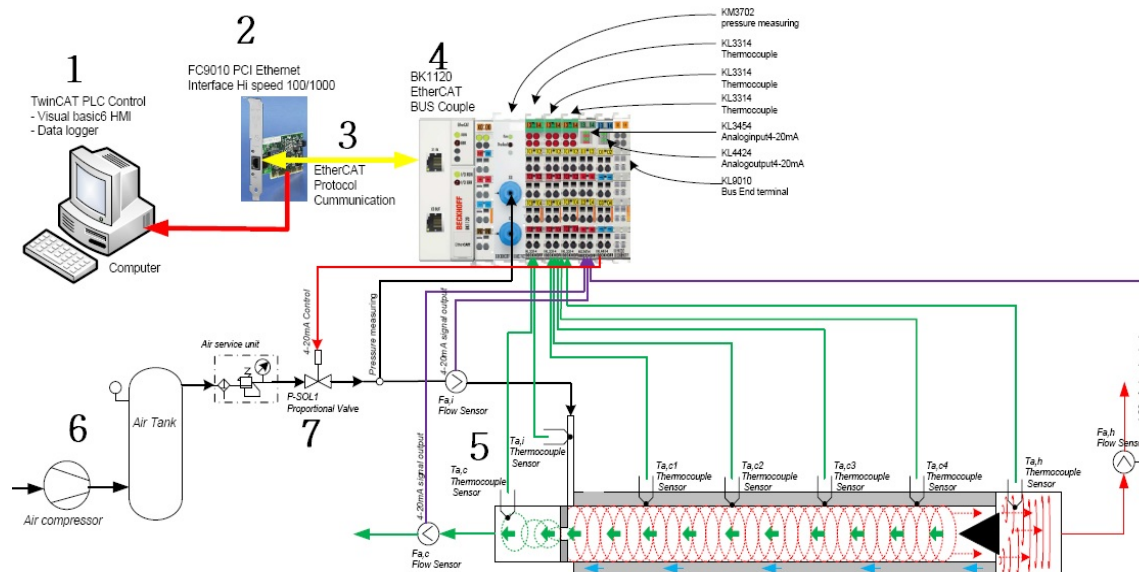 1
TwinCAT PLC Control
- Visual basic6 HMI
- Data logger
Computer
2
FC9010 PCI Ethernet
Interface Hi speed 100/1000
3
EtherCAT
Protocol
Cummunication
4
BK1120
EtherCAT
BUS Couple
KM3702
pressure measuring
KL3314
Thermocouple
KL3314
Thermocouple
KL3314
Thermocouple
KL3454
Analoginput4-20mA
KL4424
Analogoutput4-20mA
KL9010
Bus End terminal
BECKHOFF
4-20mA Control
Pressure measuring
4-20mA signal output
Air service unit
P-SOL1
Proportional Valve
7
Fa,i
Flow Sensor
Air Tank
6
Air compressor
5
Ta,i
Thermocouple
Sensor
Ta,c
Thermocouple
Sensor
Ta,c1
Thermocouple
Sensor
Ta,c2
Thermocouple
Sensor
Ta,c3
Thermocouple
Sensor
Ta,c4
Thermocouple
Sensor
Ta,h
Thermocouple
Sensor
Fa,h
4-20mA signal output
Fa,c
Flow Sensor